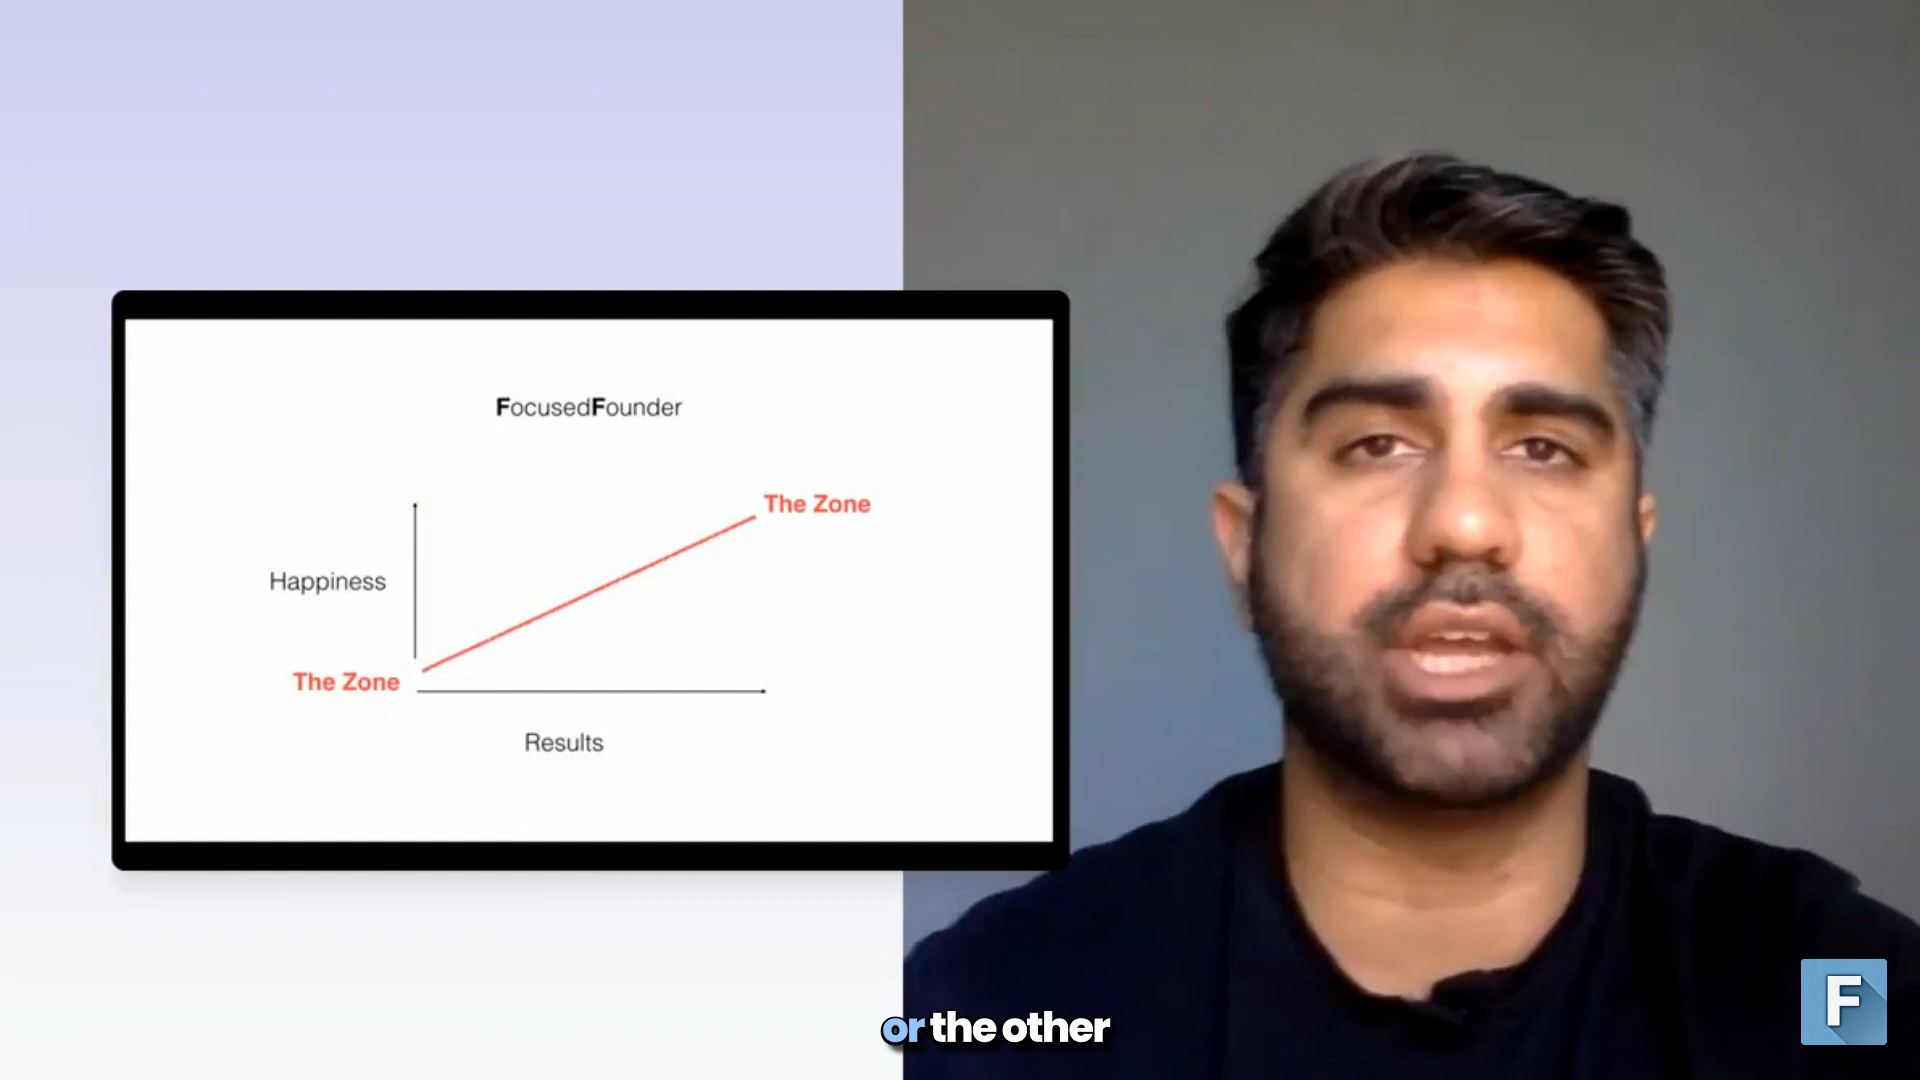 FocusedFounder
The Zone
Happiness
The Zone
Results
or the other
F